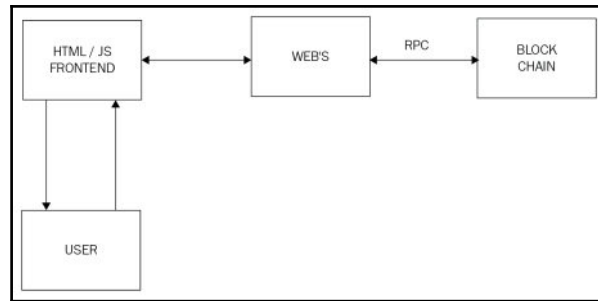 HTML / JS
FRONTEND
WEB'S
RPC
BLOCK
CHAIN
USER